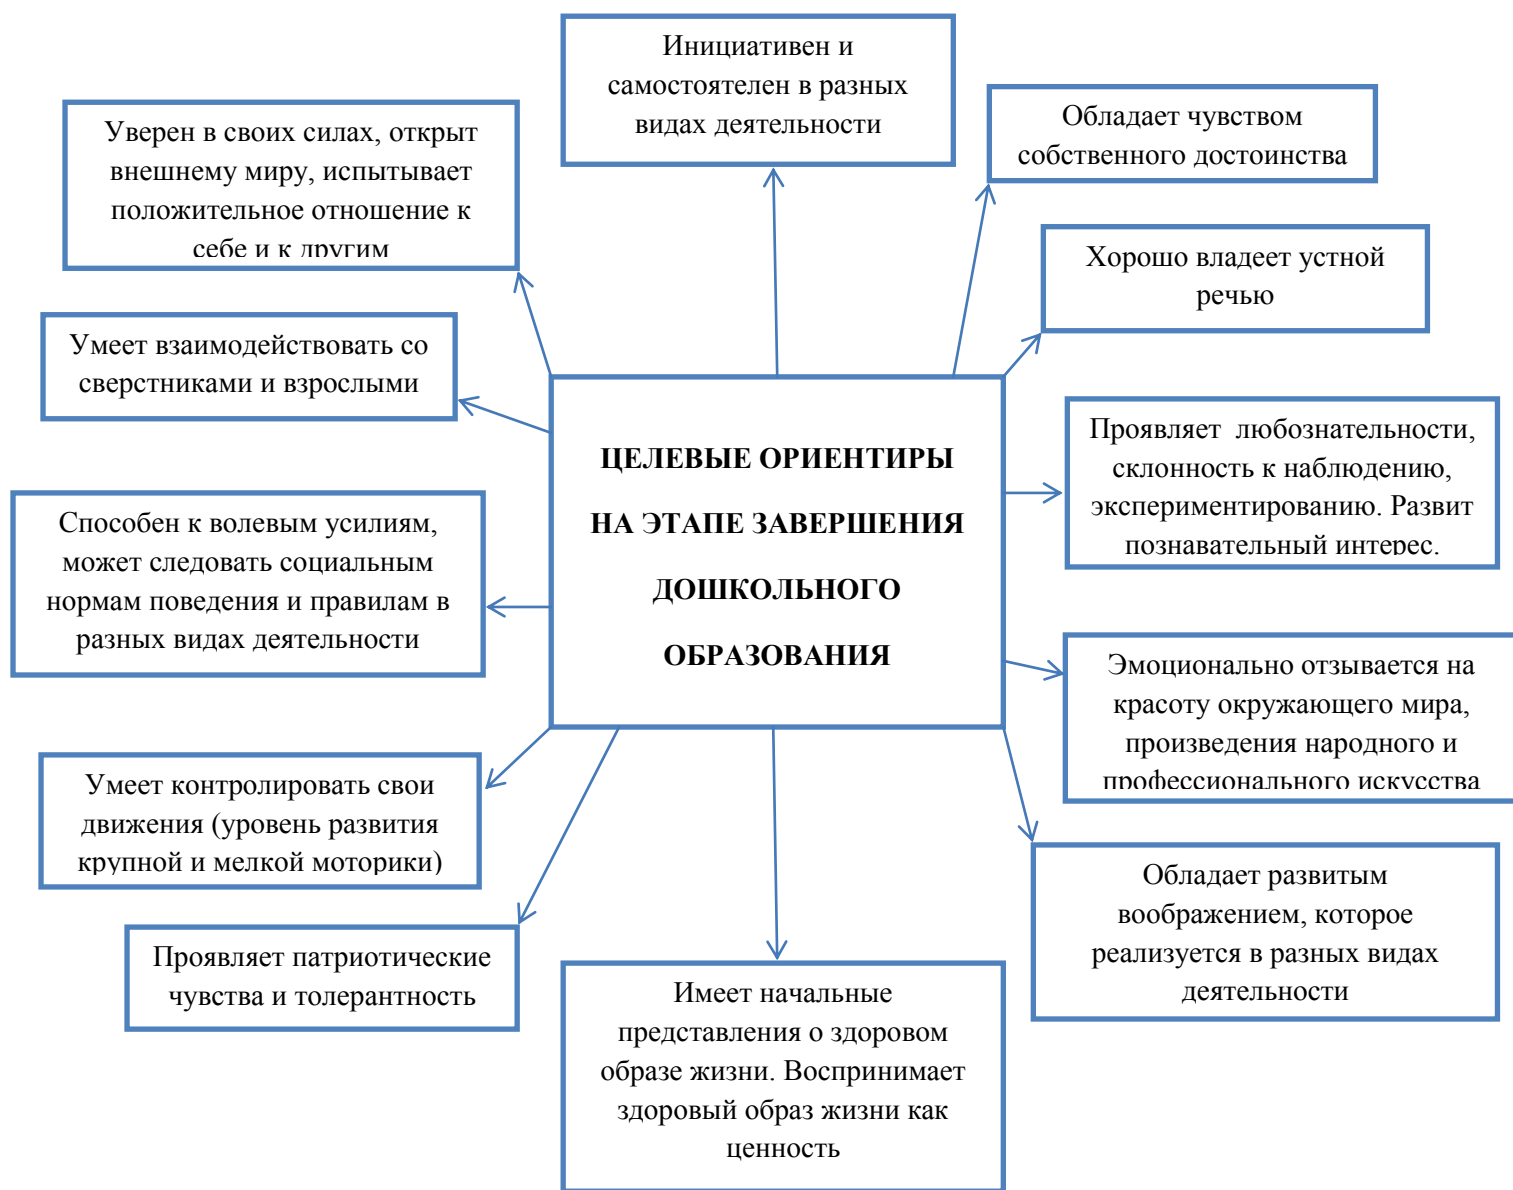 Инициативен и
самостоятелен в разных
видах деятельности
Уверен в своих силах, открыт
внешнему миру, испытывает
положительное отношение к
себе и к другим
Обладает чувством
собственного достоинства
Хорошо владеет устной
речью
Умеет взаимодействовать со
сверстниками и взрослыми
ЦЕЛЕВЫЕ ОРИЕНТИРЫ
НА ЭТАПЕ ЗАВЕРШЕНИЯ
ДОШКОЛЬНОГО
ОБРАЗОВАНИЯ
Проявляет любознательности,
склонность к наблюдению,
экспериментированию. Развит
познавательный интерес.
Способен к волевым усилиям,
может следовать социальным
нормам поведения и правилам в
разных видах деятельности
Эмоционально отзывается на
красоту окружающего мира,
произведения народного и
профессионального искусства
Умеет контролировать свои
движения (уровень развития
крупной и мелкой моторики)
Обладает развитым
воображением, которое
реализуется в разных видах
деятельности
Проявляет патриотические
чувства и толерантность
Имеет начальные
представления о здоровом
образе жизни. Воспринимает
здоровый образ жизни как
ценность